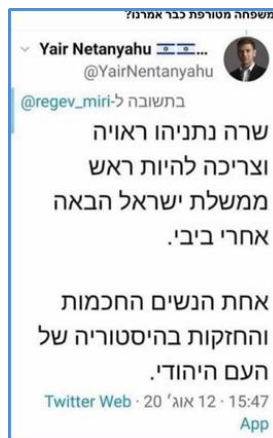 משפחה מטורפת כבר אמרנו?
Yair Netanyahu 🇮🇱🇮🇱...
@YairNentanyahu
בתשובה ל-@regev_miri
שרה נתניהו ראויה
וצריכה להיות ראש
ממשלת ישראל הבאה
אחרי ביבי.
אחת הנשים החכמות
והחזקות בהיסטוריה של
העם היהודי.
15:47 · 12 אוג׳ 20 · Twitter Web
App